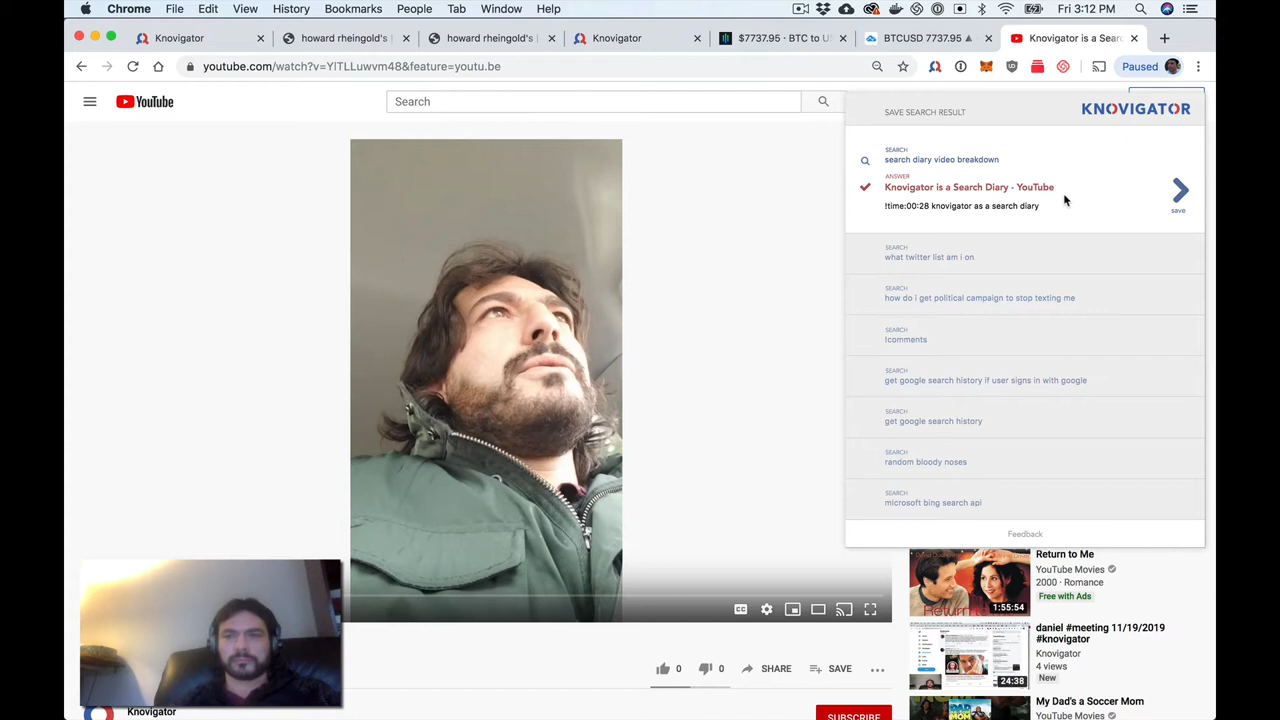 Chrome File Edit View History Bookmarks People Tab Window Help Fri 3:12 PM
Knovigator howard rheingold's howard rheingold's Knovigator $7737.95 · BTC to U BTCUSD 7737.95 ▲ Knovigator is a Sear
youtube.com/watch?v=YlTLLuwvm48&feature=youtu.be Paused
YouTube Search
SAVE SEARCH RESULT KNOVIGATOR
SEARCH
search diary video breakdown
ANSWER
Knovigator is a Search Diary - YouTube
!time:00:28 knovigator as a search diary
save
SEARCH
what twitter list am i on
SEARCH
how do i get political campaign to stop texting me
SEARCH
!comments
SEARCH
get google search history if user signs in with google
SEARCH
get google search history
SEARCH
random bloody noses
SEARCH
microsoft bing search api
Feedback
Return to Me
YouTube Movies
2000 · Romance
Free with Ads
RETURN to ME
1:55:54
daniel #meeting 11/19/2019
#knovigator
Knovigator
4 views
New
24:38
CC
0 0 SHARE SAVE
My Dad's a Soccer Mom
YouTube Movies
DAD
MOM
Knovigator
SUBSCRIBE